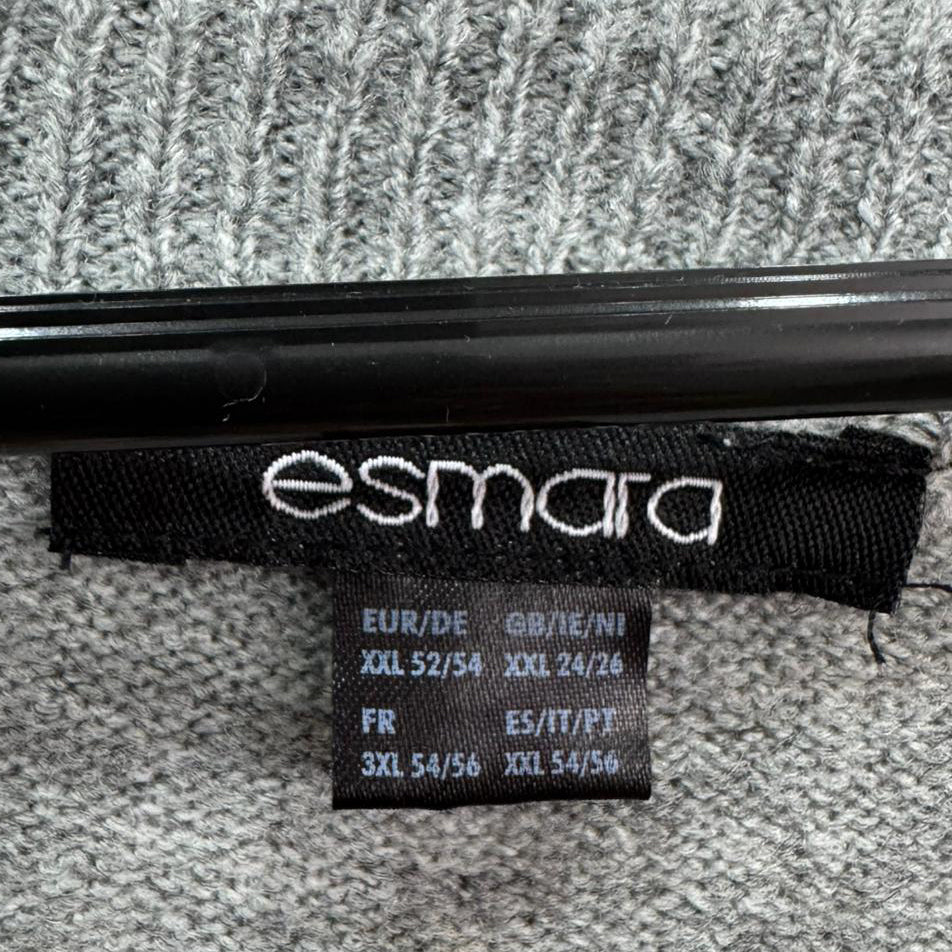 esmara
EUR/DE GB/IE/NI
XXL 52/54 XXL 24/26
FR ES/IT/PT
3XL 54/56 XXL 54/56